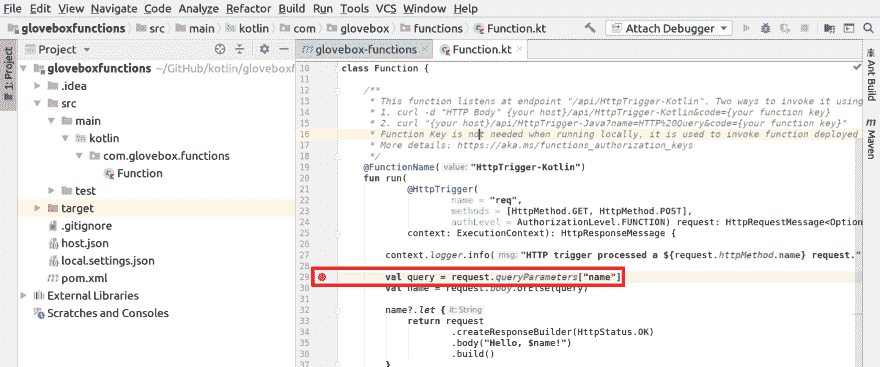 File Edit View Navigate Code Analyze Refactor Build Run Tools VCS Window Help
gloveboxfunctions src main kotlin com glovebox functions Function.kt Attach Debugger
Project glovebox-functions Function.kt
1: Project
Ant Build
Maven
gloveboxfunctions ~/GitHub/kotlin/gloveboxf
.idea
src
main
kotlin
com.glovebox.functions
Function
test
target
.gitignore
host.json
local.settings.json
pom.xml
External Libraries
Scratches and Consoles
10 class Function {
11
12 /**
13 * This function listens at endpoint "/api/HttpTrigger-Kotlin". Two ways to invoke it using
14 * 1. curl -d "HTTP Body" {your host}/api/HttpTrigger-Kotlin&code={your function key}
15 * 2. curl "{your host}/api/HttpTrigger-Java?name=HTTP%20Query&code={your function key}"
16 * Function Key is not needed when running locally, it is used to invoke function deployed
17 * More details: https://aka.ms/functions_authorization_keys
18 */
19 @FunctionName( value: "HttpTrigger-Kotlin")
20 fun run(
21 @HttpTrigger(
22 name = "req",
23 methods = [HttpMethod.GET, HttpMethod.POST],
24 authLevel = AuthorizationLevel.FUNCTION) request: HttpRequestMessage<Option
25 context: ExecutionContext): HttpResponseMessage {
26
27 context.logger.info( msg: "HTTP trigger processed a ${request.httpMethod.name} request."
28
29 val query = request.queryParameters["name"]
30 val name = request.body.orElse(query)
31
32 name?.let { it: String
33 return request
34 .createResponseBuilder(HttpStatus.OK)
35 .body("Hello, $name!")
36 .build()
37 }